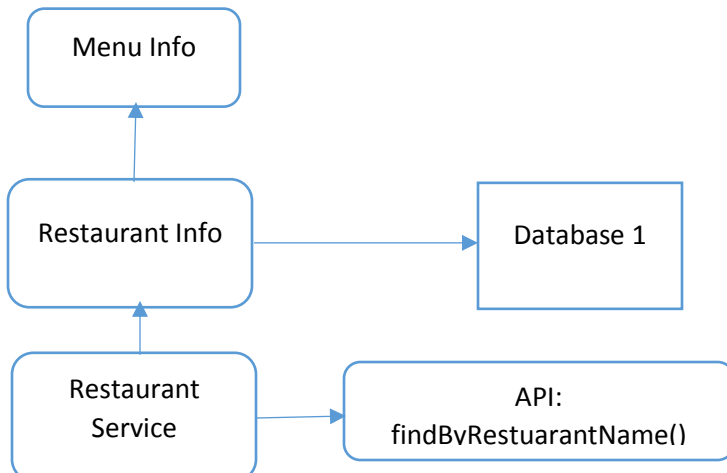 Menu Info
Restaurant Info
Database 1
Restaurant
Service
API:
findByRestuarantName()